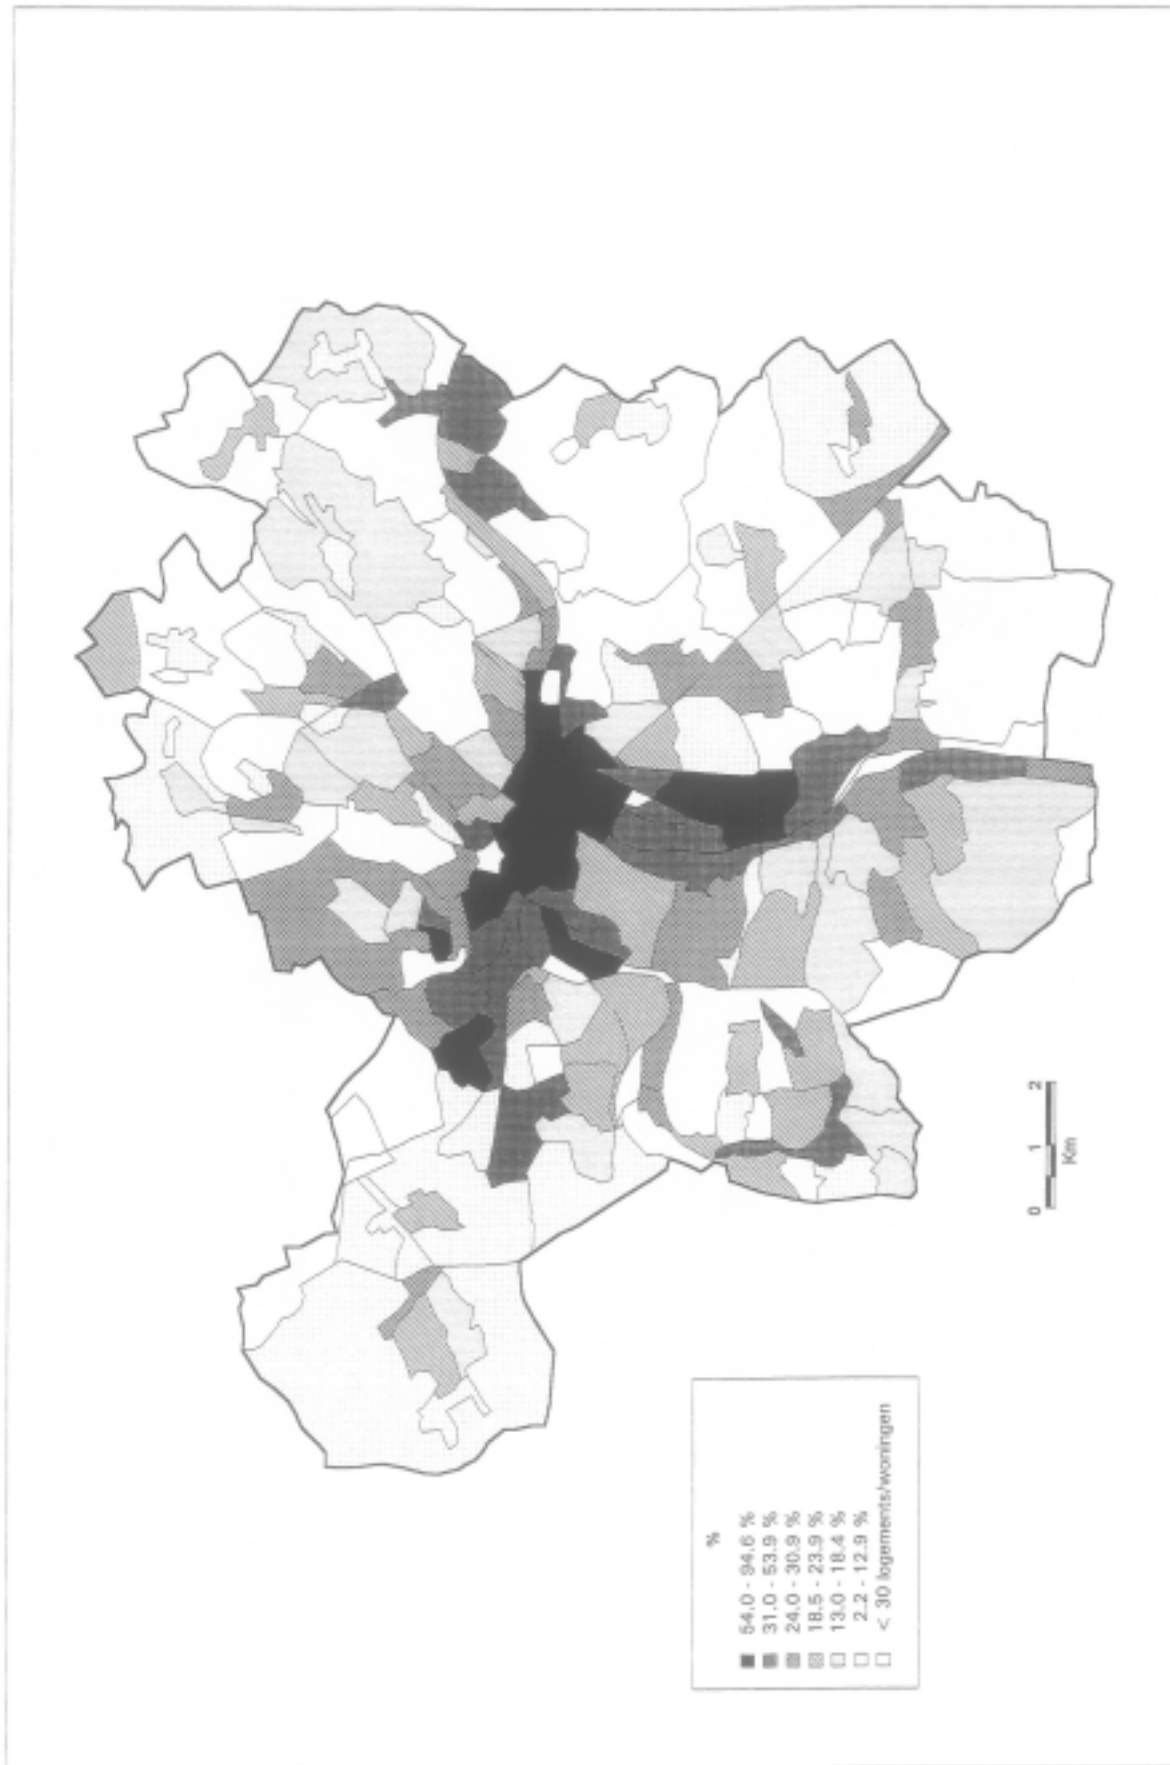 %
54.0 - 94.6 %
31.0 - 53.9 %
24.0 - 30.9 %
18.5 - 23.9 %
13.0 - 18.4 %
2.2 - 12.9 %
< 30 logements/woningen
0 1 2
Km